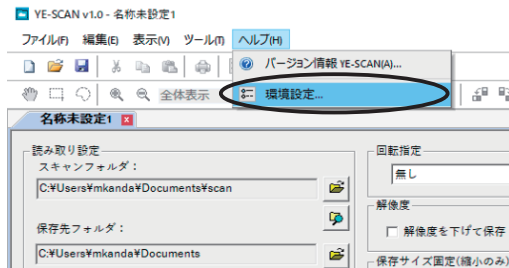 YE-SCAN v1.0 - 名称未設定1
ファイル(F) 編集(E) 表示(V) ツール(T) ヘルプ(H)
バージョン情報 YE-SCAN(A)...
全体表示
環境設定...
名称未設定1
読み取り設定
スキャンフォルダ：
C:¥Users¥mkanda¥Documents¥scan
保存先フォルダ：
C:¥Users¥mkanda¥Documents
回転指定
無し
解像度
解像度を下げて保存
保存サイズ固定(縮小のみ)